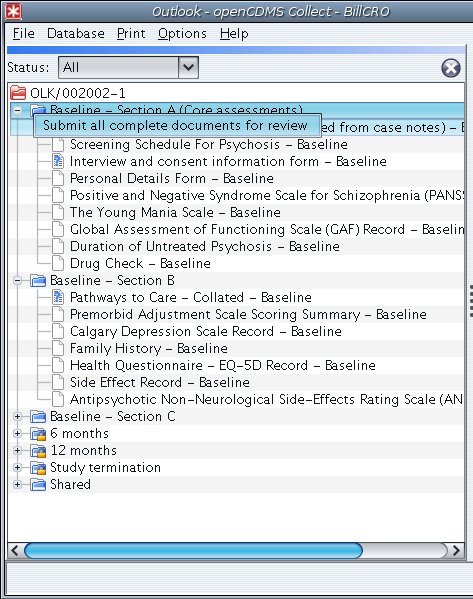 Outlook - openCDMS Collect - BillCRO
File Database Print Options Help
Status: All
OLK/002002-1
Baseline - Section A (Core assessments)
Submit all complete documents for review
ed from case notes) - B
Screening Schedule For Psychosis - Baseline
Interview and consent information form - Baseline
Personal Details Form - Baseline
Positive and Negative Syndrome Scale for Schizophrenia (PANSS
The Young Mania Scale - Baseline
Global Assessment of Functioning Scale (GAF) Record - Baselin
Duration of Untreated Psychosis - Baseline
Drug Check - Baseline
Baseline - Section B
Pathways to Care - Collated - Baseline
Premorbid Adjustment Scale Scoring Summary - Baseline
Calgary Depression Scale Record - Baseline
Family History - Baseline
Health Questionnaire - EQ-5D Record - Baseline
Side Effect Record - Baseline
Antipsychotic Non-Neurological Side-Effects Rating Scale (AN
Baseline - Section C
6 months
12 months
Study termination
Shared